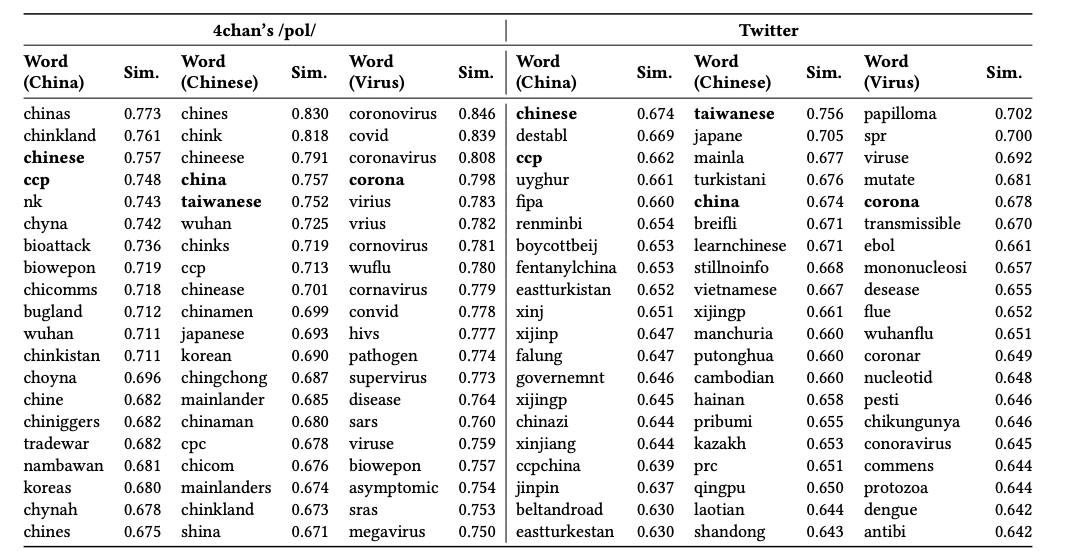 4chan's /pol/ Twitter
Word (China) Sim. Word (Chinese) Sim. Word (Virus) Sim. Word (China) Sim. Word (Chinese) Sim. Word (Virus) Sim.
chinas 0.773 chines 0.830 coronovirus 0.846 chinese 0.674 taiwanese 0.756 papilloma 0.702
chinkland 0.761 chink 0.818 covid 0.839 destabl 0.669 japane 0.705 spr 0.700
chinese 0.757 chineese 0.791 coronavirus 0.808 ccp 0.662 mainla 0.677 viruse 0.692
ccp 0.748 china 0.757 corona 0.798 uyghur 0.661 turkistani 0.676 mutate 0.681
nk 0.743 taiwanese 0.752 virius 0.783 fipa 0.660 china 0.674 corona 0.678
chyna 0.742 wuhan 0.725 vrius 0.782 renminbi 0.654 breifli 0.671 transmissible 0.670
bioattack 0.736 chinks 0.719 cornovirus 0.781 boycottbeij 0.653 learnchinese 0.671 ebol 0.661
biowepon 0.719 ccp 0.713 wuflu 0.780 fentanylchina 0.653 stillnoinfo 0.668 mononucleosi 0.657
chicomms 0.718 chinease 0.701 cornavirus 0.779 eastturkistan 0.652 vietnamese 0.667 desease 0.655
bugland 0.712 chinamen 0.699 convid 0.778 xinj 0.651 xijingp 0.661 flue 0.652
wuhan 0.711 japanese 0.693 hivs 0.777 xijinp 0.647 manchuria 0.660 wuhanflu 0.651
chinkistan 0.711 korean 0.690 pathogen 0.774 falung 0.647 putonghua 0.660 coronar 0.649
choyna 0.696 chingchong 0.687 supervirus 0.773 governemnt 0.646 cambodian 0.660 nucleotid 0.648
chine 0.682 mainlander 0.685 disease 0.764 xijingp 0.645 hainan 0.658 pesti 0.646
chiniggers 0.682 chinaman 0.680 sars 0.760 chinazi 0.644 pribumi 0.655 chikungunya 0.646
tradewar 0.682 cpc 0.678 viruse 0.759 xinjiang 0.644 kazakh 0.653 conoravirus 0.645
nambawan 0.681 chicom 0.676 biowepon 0.757 ccpchina 0.639 prc 0.651 commens 0.644
koreas 0.680 mainlanders 0.674 asymptomic 0.754 jinpin 0.637 qingpu 0.650 protozoa 0.644
chynah 0.678 chinkland 0.673 sras 0.753 beltandroad 0.630 laotian 0.644 dengue 0.642
chines 0.675 shina 0.671 megavirus 0.750 eastturkestan 0.630 shandong 0.643 antibi 0.642